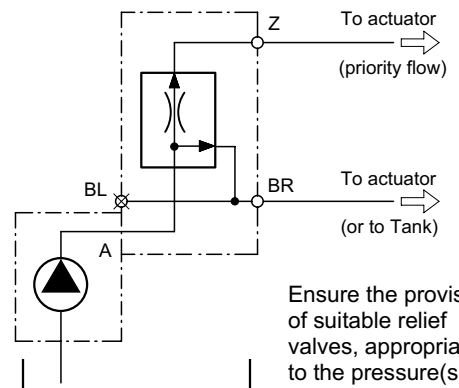 Z
To actuator
(priority flow)
BL
BR
To actuator
(or to Tank)
A
Ensure the provis
of suitable relief
valves, appropria
to the pressure(s